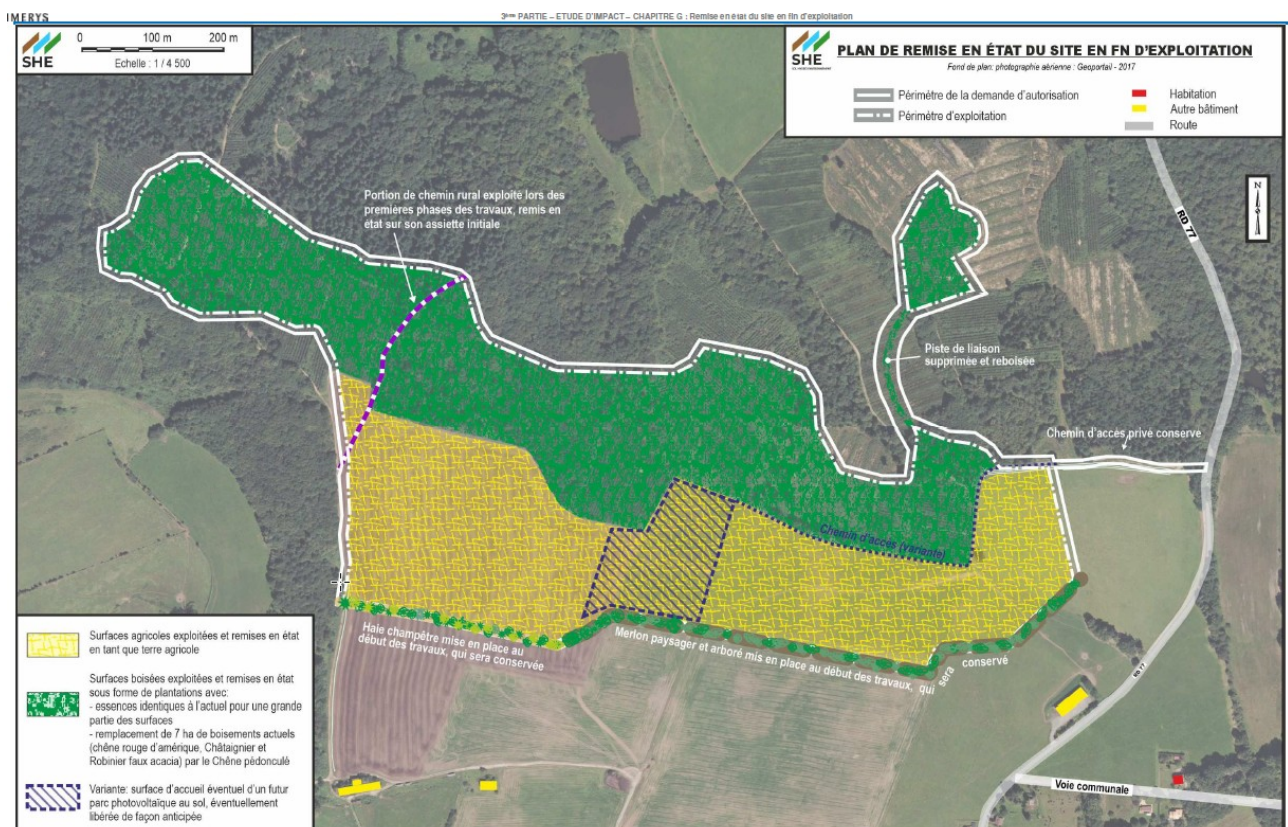 IMERYS
3ème PARTIE – ETUDE D'IMPACT – CHAPITRE G : Remise en état du site en fin d'exploitation
0 100 m 200 m
SHE
Echelle : 1 / 4 500
SHE
PLAN DE REMISE EN ÉTAT DU SITE EN FN D'EXPLOITATION
Fond de plan: photographie aérienne : Geoportail - 2017
Périmètre de la demande d'autorisation
Périmètre d'exploitation
Habitation
Autre bâtiment
Route
N
RD 77
Portion de chemin rural exploité lors des
premières phases des travaux, remis en
état sur son assiette initiale
Piste de liaison
supprimée et reboisée
Chemin d'accès privé conservé
Chemin d'accès (variante)
Haie champêtre mise en place au
début des travaux, qui sera conservée
Merlon paysager et arboré mis en place au début des travaux, qui sera conservé
RD 77
Voie communale
Surfaces agricoles exploitées et remises en état
en tant que terre agricole
Surfaces boisées exploitées et remises en état
sous forme de plantations avec:
- essences identiques à l'actuel pour une grande
partie des surfaces
- remplacement de 7 ha de boisements actuels
(chêne rouge d'amérique, Châtaignier et
Robinier faux acacia) par le Chêne pédonculé
Variante: surface d'accueil éventuel d'un futur
parc photovoltaïque au sol, éventuellement
libérée de façon anticipée